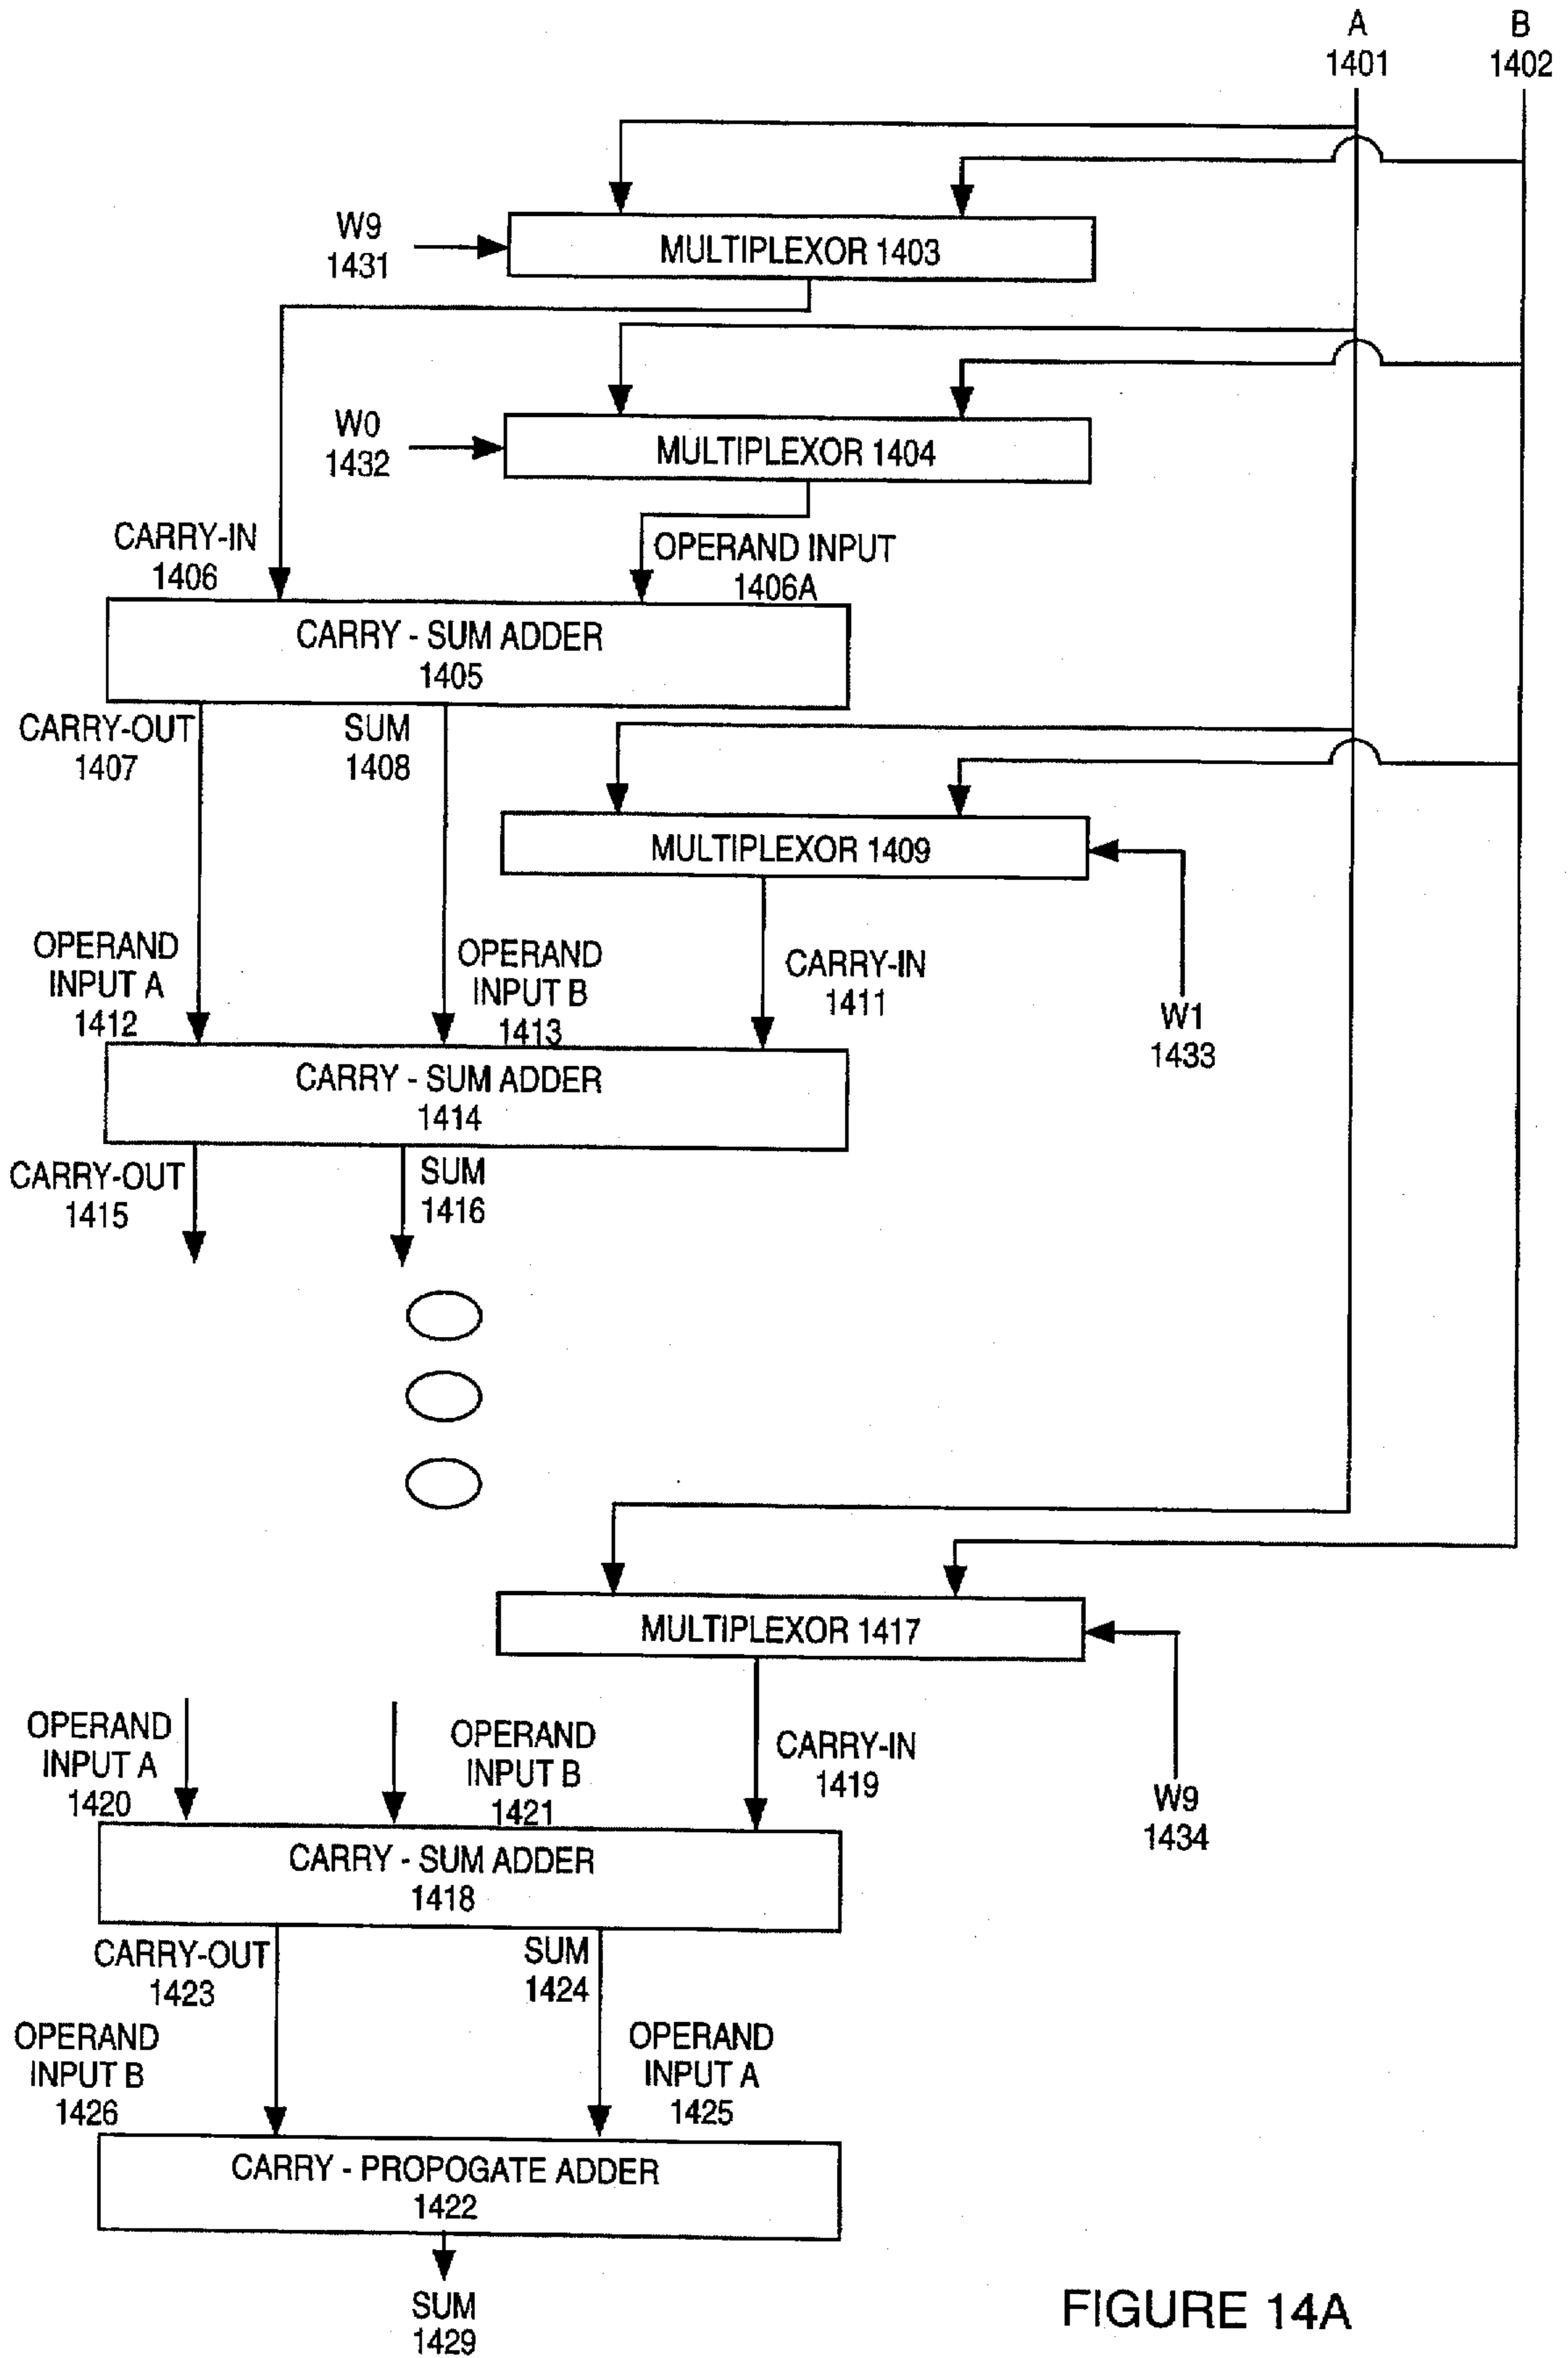 A
1401
B
1402
W9
1431
MULTIPLEXOR 1403
W0
1432
MULTIPLEXOR 1404
CARRY-IN
1406
OPERAND INPUT
1406A
CARRY - SUM ADDER
1405
CARRY-OUT
1407
SUM
1408
MULTIPLEXOR 1409
OPERAND
INPUT A
1412
OPERAND
INPUT B
1413
CARRY-IN
1411
W1
1433
CARRY - SUM ADDER
1414
CARRY-OUT
1415
SUM
1416
MULTIPLEXOR 1417
OPERAND
INPUT A
1420
OPERAND
INPUT B
1421
CARRY-IN
1419
W9
1434
CARRY - SUM ADDER
1418
CARRY-OUT
1423
SUM
1424
OPERAND
INPUT B
1426
OPERAND
INPUT A
1425
CARRY - PROPOGATE ADDER
1422
SUM
1429
FIGURE 14A